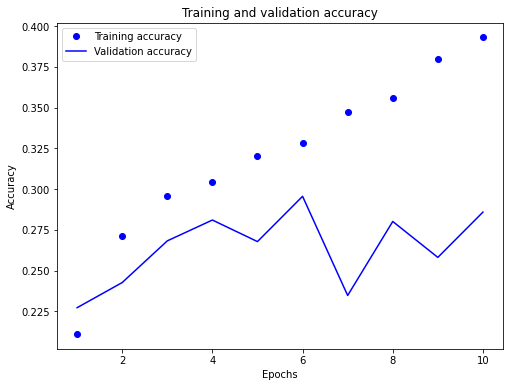 Training and validation accuracy
Training accuracy
Validation accuracy
0.400
0.375
0.350
0.325
0.300
0.275
0.250
0.225
Accuracy
2
4
6
8
10
Epochs